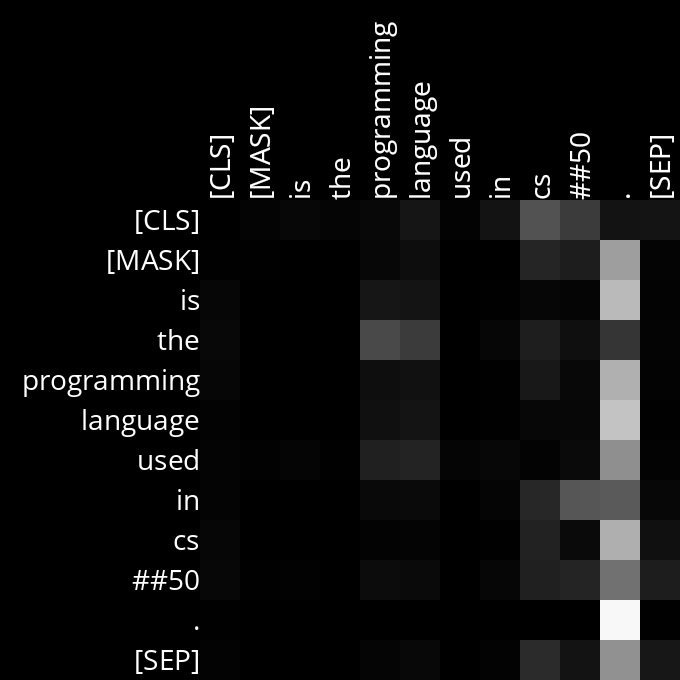 [CLS]
[MASK]
is
the
programming
language
used
in
cs
##50
.
[SEP]
[CLS]
[MASK]
is
the
programming
language
used
in
cs
##50
.
[SEP]